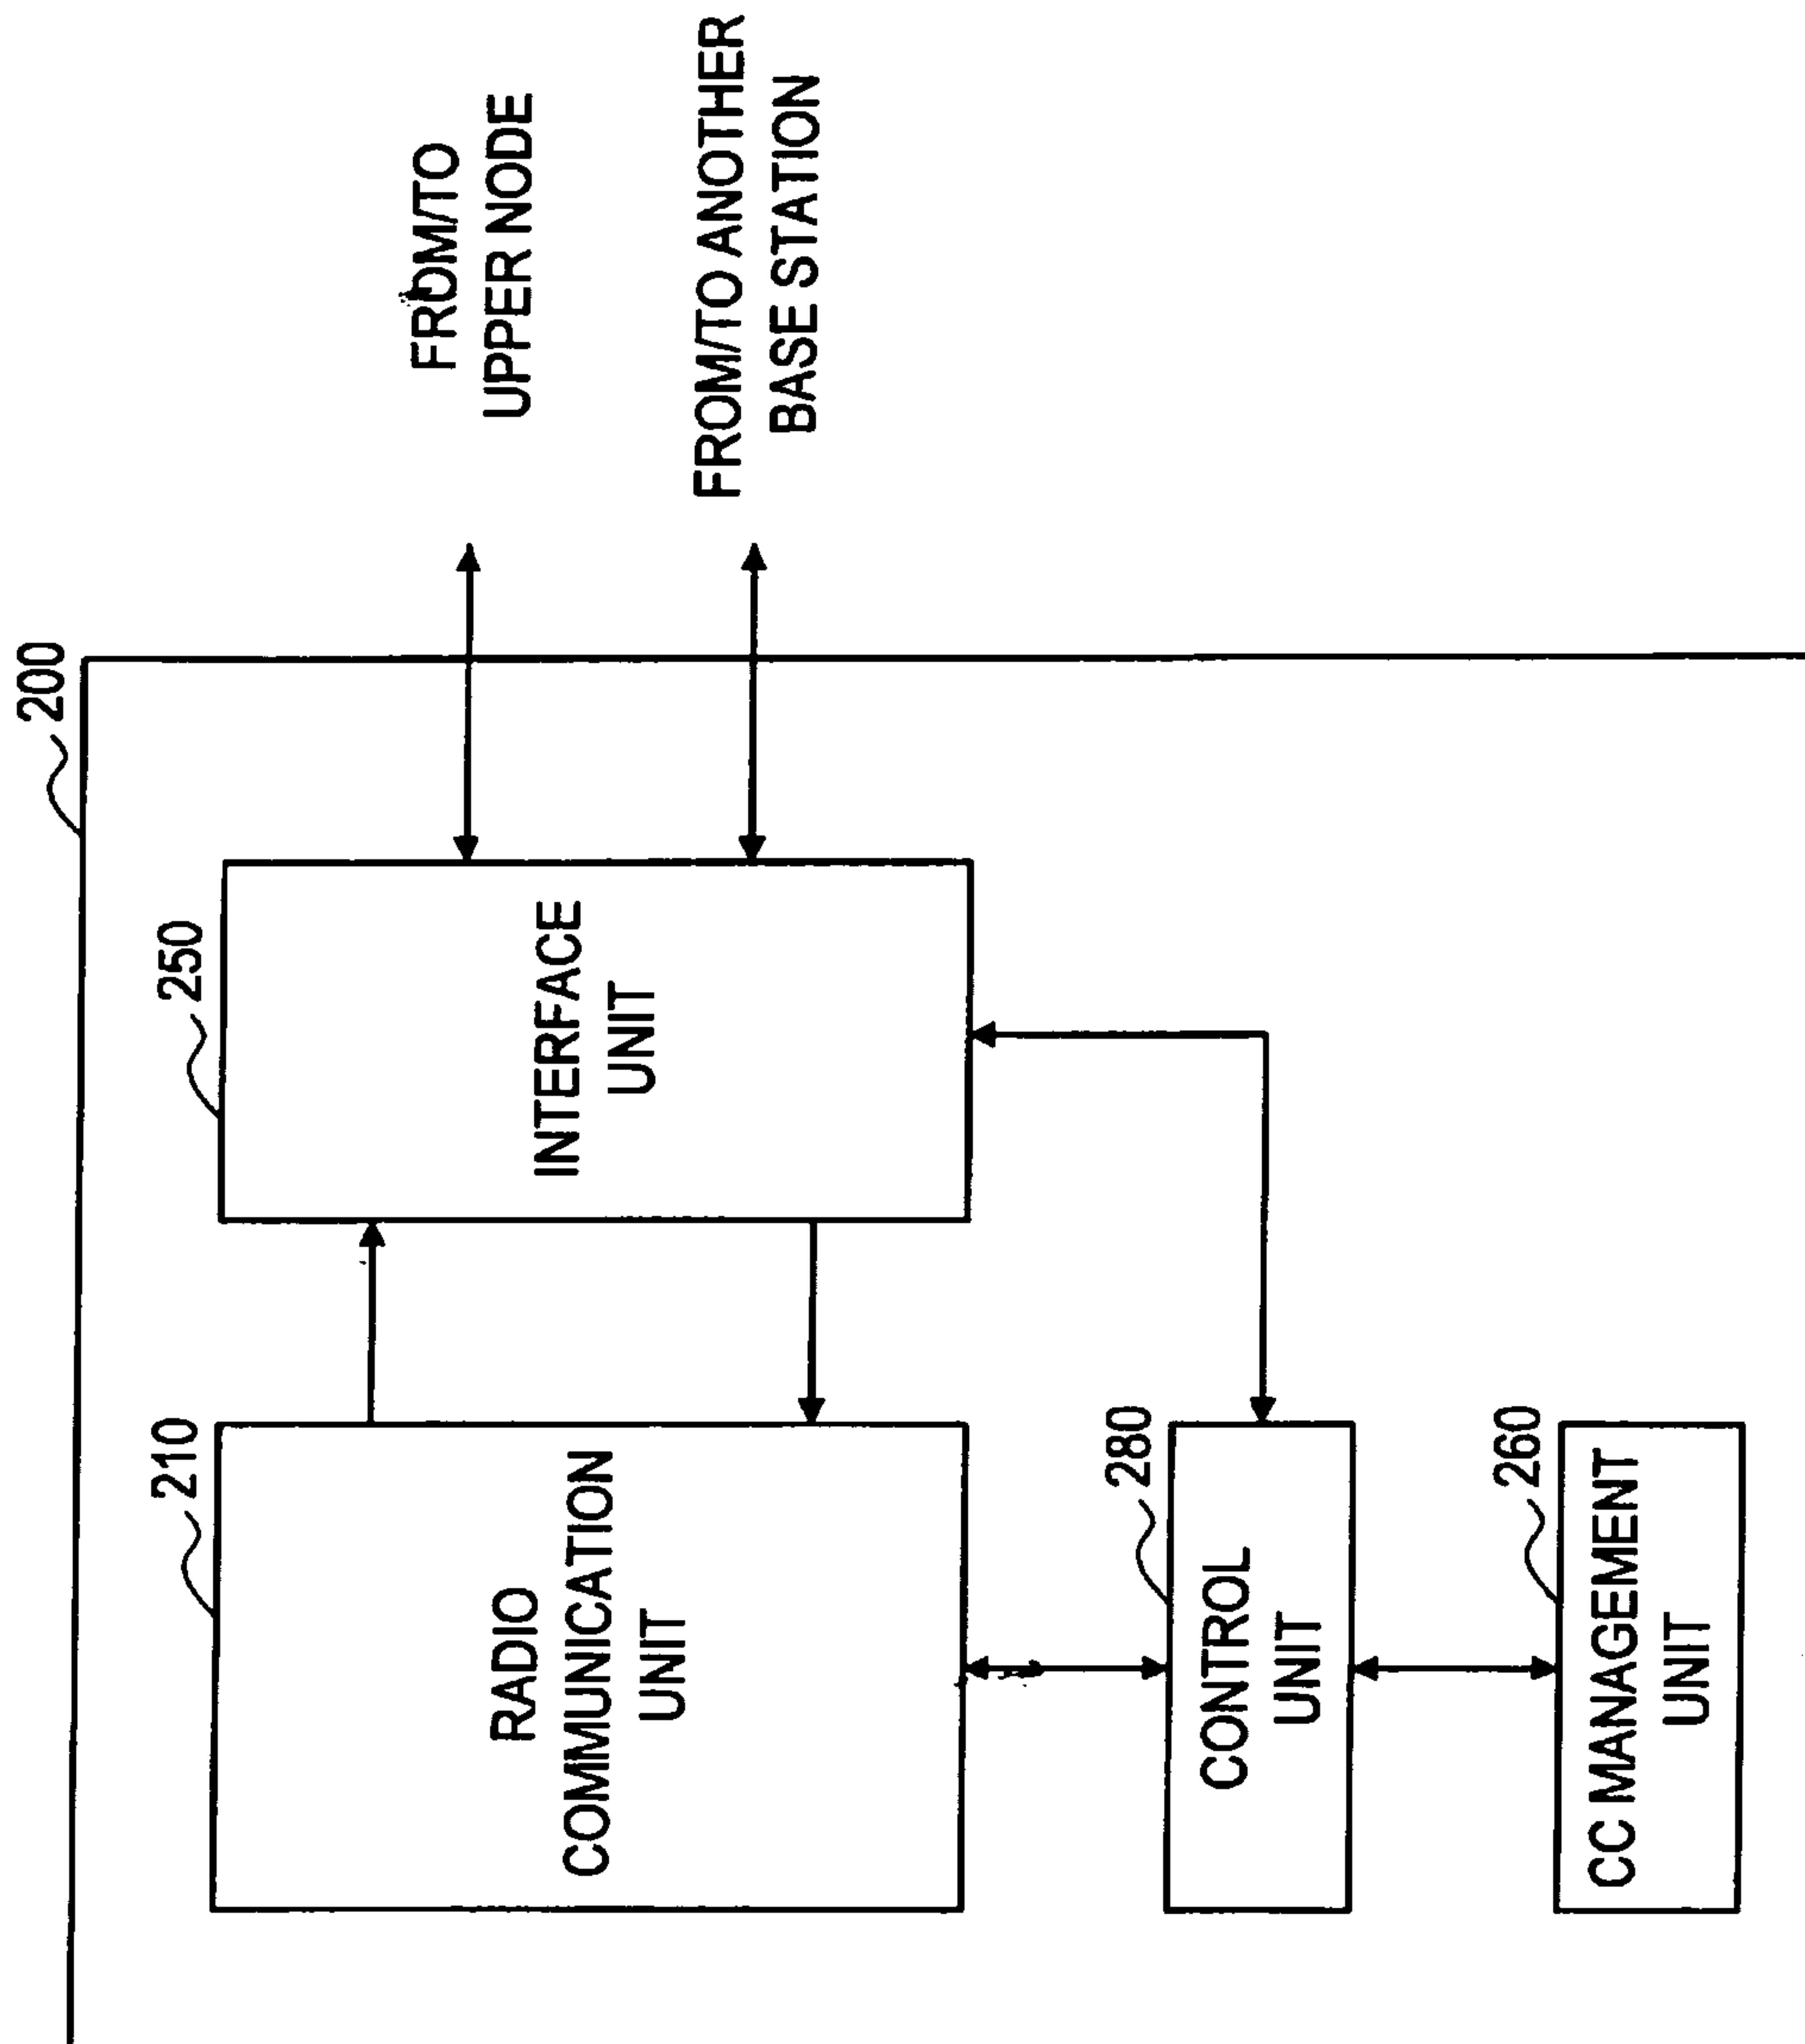 200
FROM/TO
UPPER NODE
FROM/TO ANOTHER
BASE STATION
250
INTERFACE
UNIT
210
RADIO
COMMUNICATION
UNIT
280
CONTROL
UNIT
260
CC MANAGEMENT
UNIT